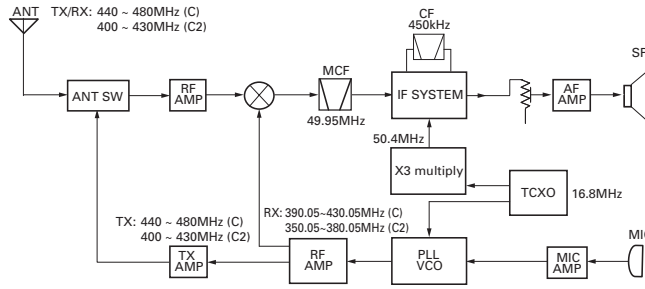 ANT TX/RX: 440 ~ 480MHz (C)
400 ~ 430MHz (C2)
CF
450kHz
SP
MCF
ANT SW
RF
AMP
IF SYSTEM
AF
AMP
49.95MHz
50.4MHz
X3 multiply
TCXO
16.8MHz
TX: 440 ~ 480MHz (C)
400 ~ 430MHz (C2)
RX: 390.05~430.05MHz (C)
350.05~380.05MHz (C2)
TX
AMP
RF
AMP
PLL
VCO
MIC
AMP